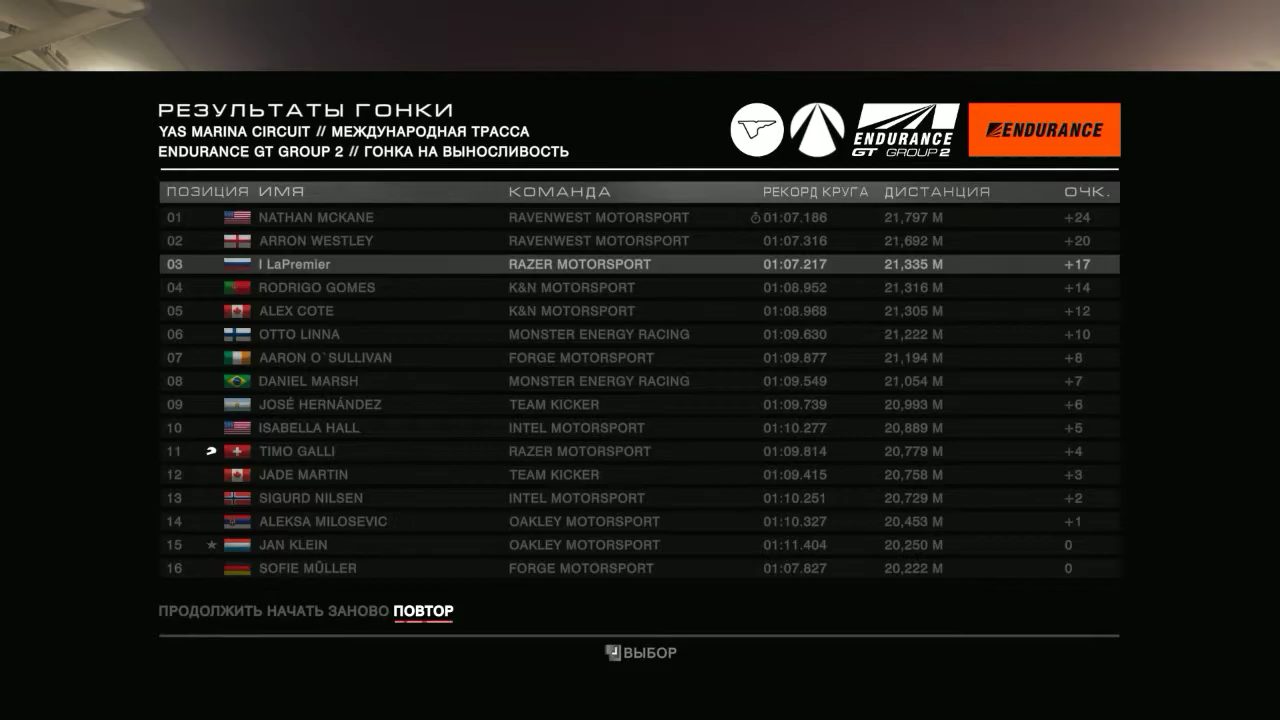 РЕЗУЛЬТАТЫ ГОНКИ
YAS MARINA CIRCUIT // МЕЖДУНАРОДНАЯ ТРАССА
ENDURANCE GT GROUP 2 // ГОНКА НА ВЫНОСЛИВОСТЬ
ENDURANCE
GT GROUP 2
ENDURANCE
ПОЗИЦИЯ ИМЯ КОМАНДА РЕКОРД КРУГА ДИСТАНЦИЯ ОЧК.
01 NATHAN MCKANE RAVENWEST MOTORSPORT 01:07.186 21,797 M +24
02 ARRON WESTLEY RAVENWEST MOTORSPORT 01:07.316 21,692 M +20
03 I LaPremier RAZER MOTORSPORT 01:07.217 21,335 M +17
04 RODRIGO GOMES K&N MOTORSPORT 01:08.952 21,316 M +14
05 ALEX COTE K&N MOTORSPORT 01:08.968 21,305 M +12
06 OTTO LINNA MONSTER ENERGY RACING 01:09.630 21,222 M +10
07 AARON O`SULLIVAN FORGE MOTORSPORT 01:09.877 21,194 M +8
08 DANIEL MARSH MONSTER ENERGY RACING 01:09.549 21,054 M +7
09 JOSÉ HERNÁNDEZ TEAM KICKER 01:09.739 20,993 M +6
10 ISABELLA HALL INTEL MOTORSPORT 01:10.277 20,889 M +5
11 TIMO GALLI RAZER MOTORSPORT 01:09.814 20,779 M +4
12 JADE MARTIN TEAM KICKER 01:09.415 20,758 M +3
13 SIGURD NILSEN INTEL MOTORSPORT 01:10.251 20,729 M +2
14 ALEKSA MILOSEVIC OAKLEY MOTORSPORT 01:10.327 20,453 M +1
15 JAN KLEIN OAKLEY MOTORSPORT 01:11.404 20,250 M 0
16 SOFIE MÜLLER FORGE MOTORSPORT 01:07.827 20,222 M 0
ПРОДОЛЖИТЬ НАЧАТЬ ЗАНОВО ПОВТОР
ВЫБОР